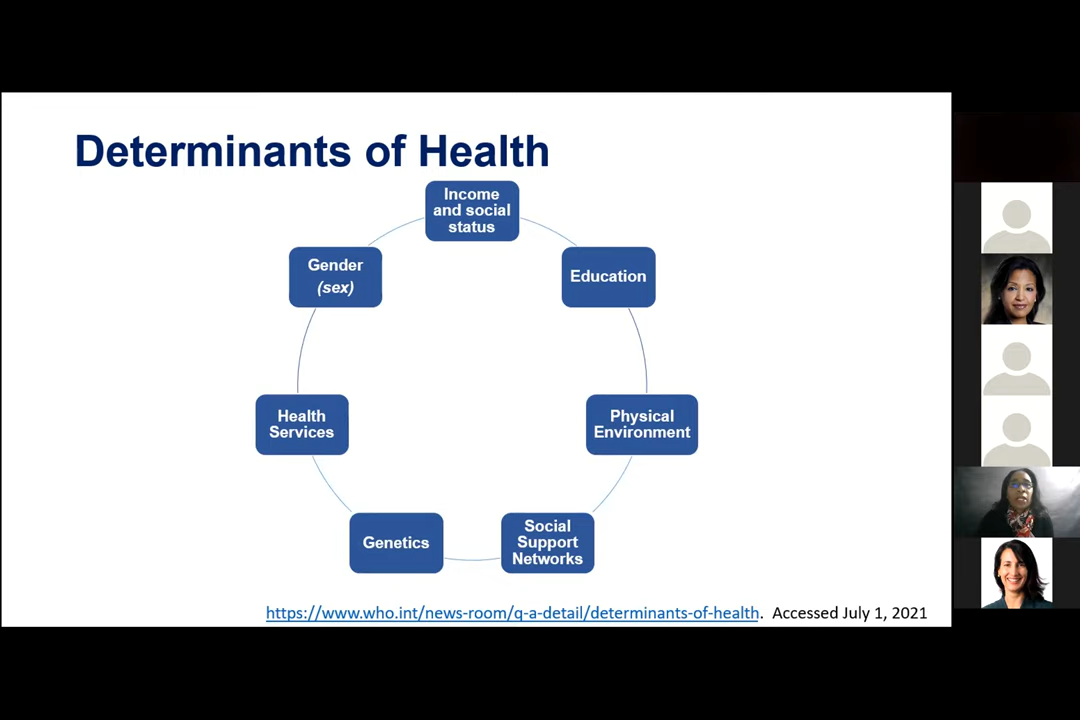 Determinants of Health
Income
and social
status
Gender
(sex)
Education
Health
Services
Physical
Environment
Genetics
Social
Support
Networks
https://www.who.int/news-room/q-a-detail/determinants-of-health. Accessed July 1, 2021